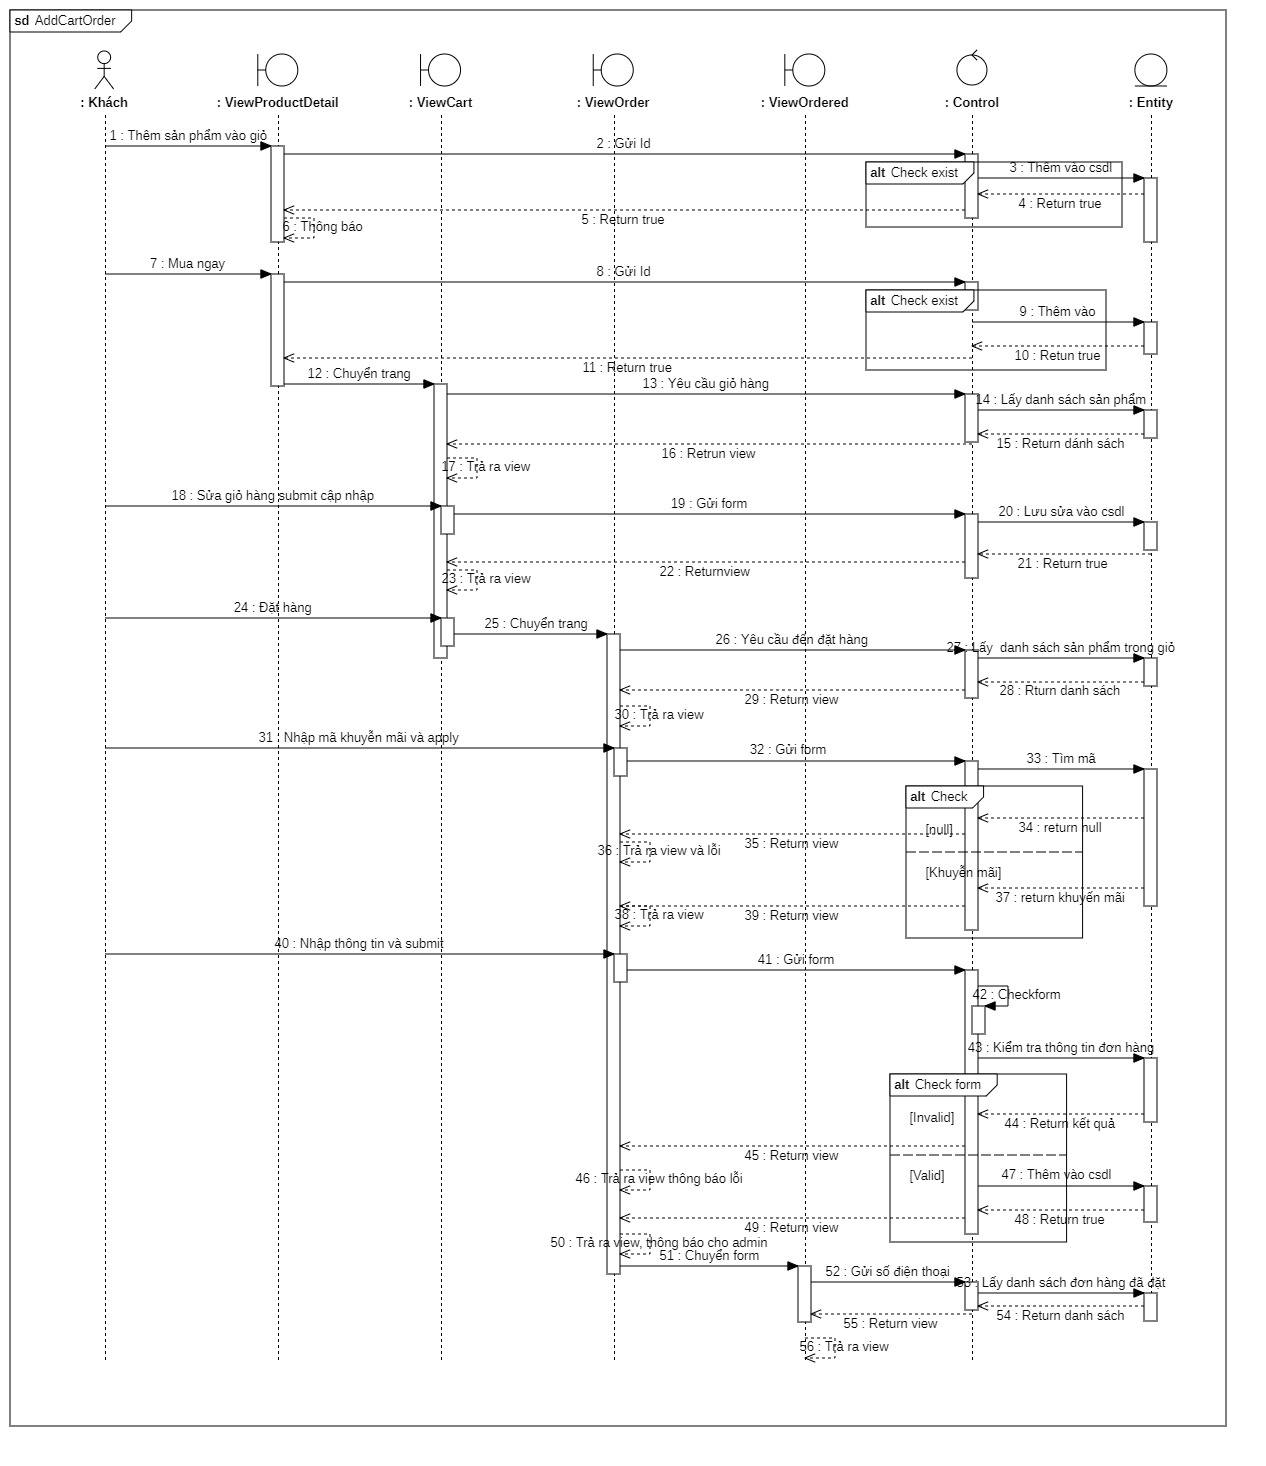 sd AddCartOrder
: Khách
: ViewProductDetail
: ViewCart
: ViewOrder
: ViewOrdered
: Control
: Entity
1 : Thêm sản phẩm vào giỏ
2 : Gửi Id
alt Check exist
3 : Thêm vào csdl
4 : Return true
5 : Return true
6 : Thông báo
7 : Mua ngay
8 : Gửi Id
alt Check exist
9 : Thêm vào
10 : Retun true
11 : Return true
12 : Chuyển trang
13 : Yêu cầu giỏ hàng
14 : Lấy danh sách sản phẩm
15 : Return dánh sách
16 : Retrun view
17 : Trả ra view
18 : Sửa giỏ hàng submit cập nhập
19 : Gửi form
20 : Lưu sửa vào csdl
21 : Return true
22 : Returnview
23 : Trả ra view
24 : Đặt hàng
25 : Chuyển trang
26 : Yêu cầu đến đặt hàng
27 : Lấy  danh sách sản phẩm trong giỏ
28 : Rturn danh sách
29 : Return view
30 : Trả ra view
31 : Nhập mã khuyễn mãi và apply
32 : Gửi form
33 : Tìm mã
alt Check
[null]
34 : return null
35 : Return view
36 : Trả ra view và lỗi
[Khuyễn mãi]
37 : return khuyến mãi
38 : Trả ra view
39 : Return view
40 : Nhập thông tin và submit
41 : Gửi form
42 : Checkform
43 : Kiểm tra thông tin đơn hàng
alt Check form
[Invalid]
44 : Return kết quả
45 : Return view
46 : Trả ra view thông báo lỗi
[Valid]
47 : Thêm vào csdl
48 : Return true
49 : Return view
50 : Trả ra view, thông báo cho admin
51 : Chuyển form
52 : Gửi số điện thoại
53 : Lấy danh sách đơn hàng đã đặt
54 : Return danh sách
55 : Return view
56 : Trả ra view